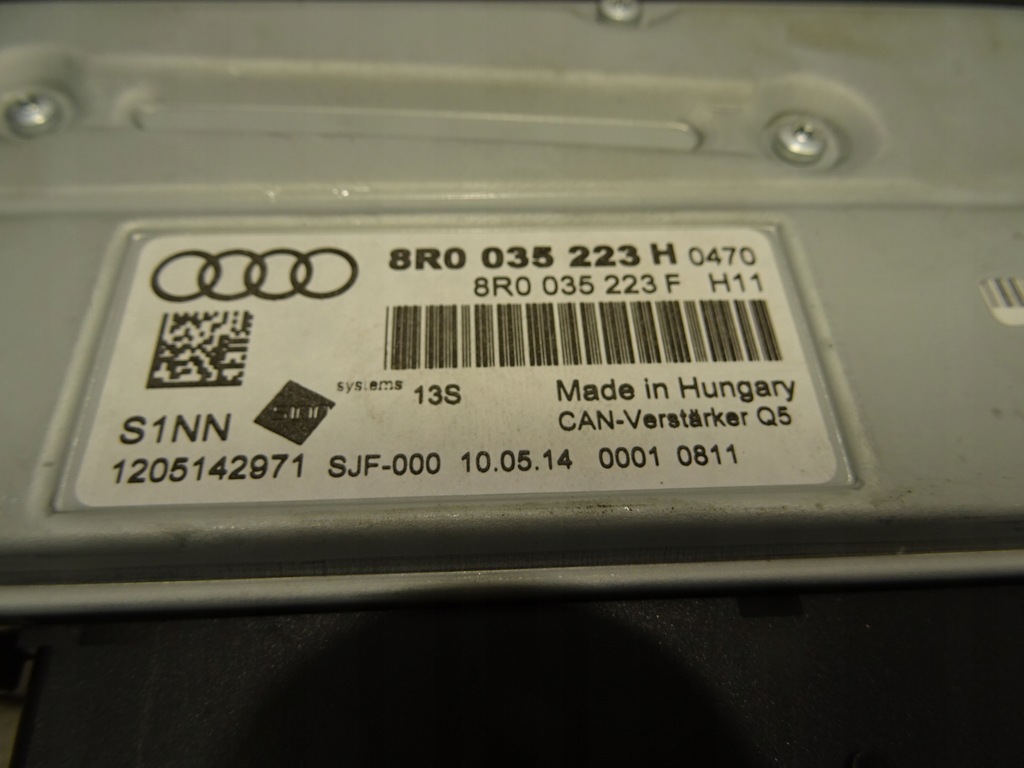 8R0 035 223 H 0470
8R0 035 223 F H11
systems 13S
Made in Hungary
S1NN
CAN-Verstärker Q5
1205142971 SJF-000 10.05.14 0001 0811